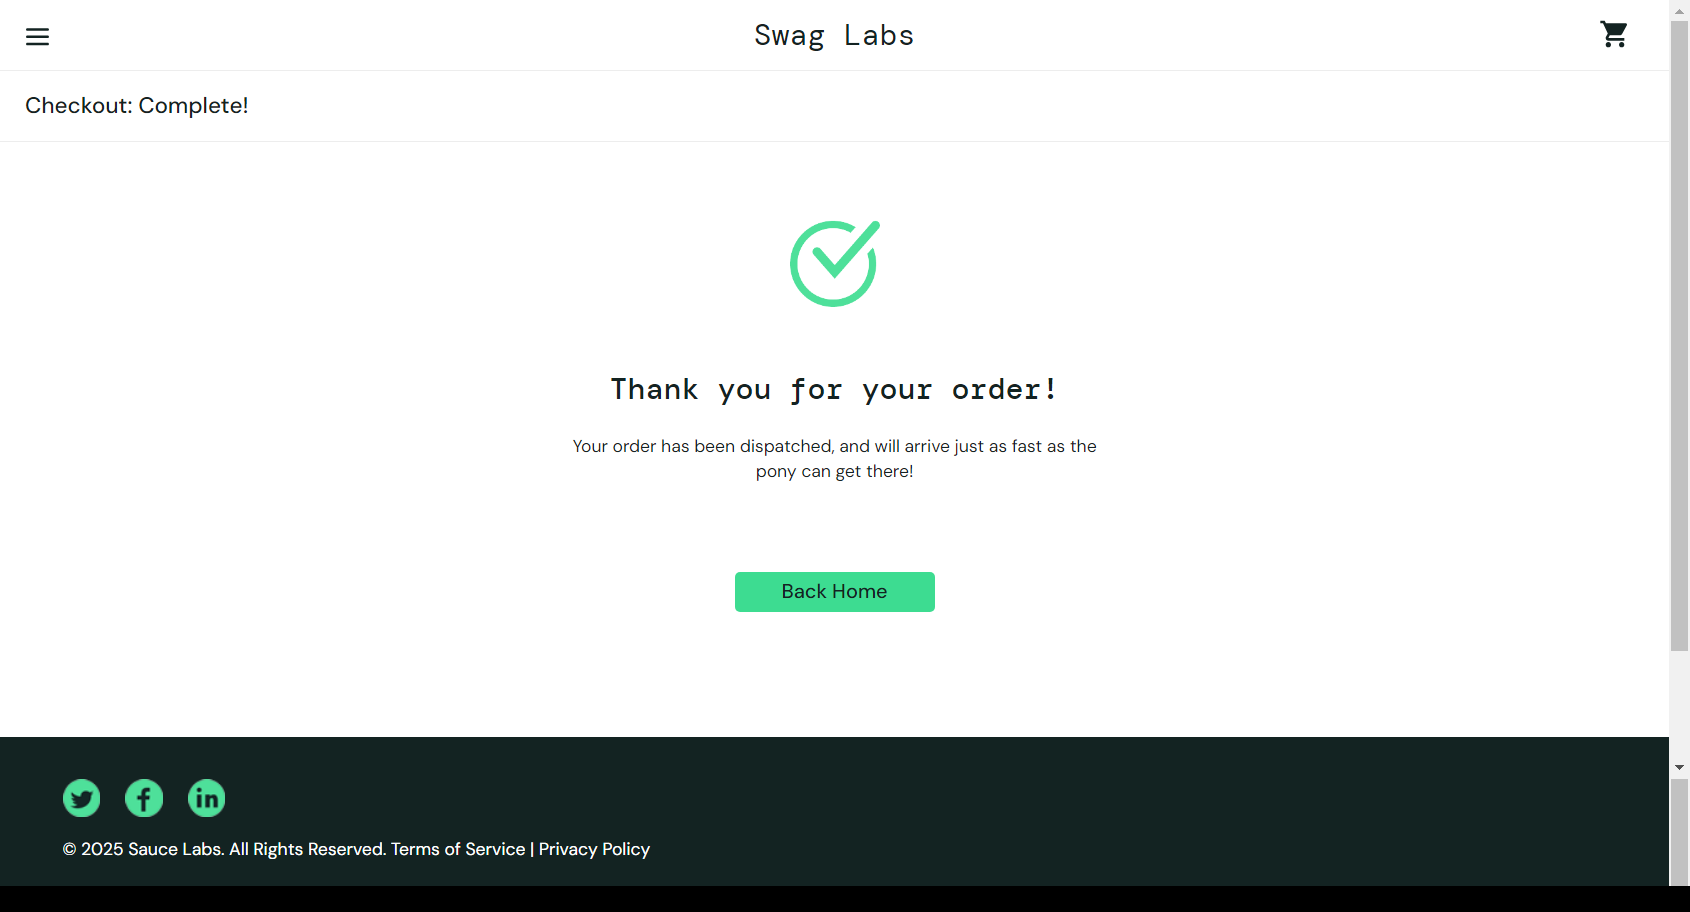 Swag Labs
Checkout: Complete!
Thank you for your order!
Your order has been dispatched, and will arrive just as fast as the
pony can get there!
Back Home
© 2025 Sauce Labs. All Rights Reserved. Terms of Service | Privacy Policy